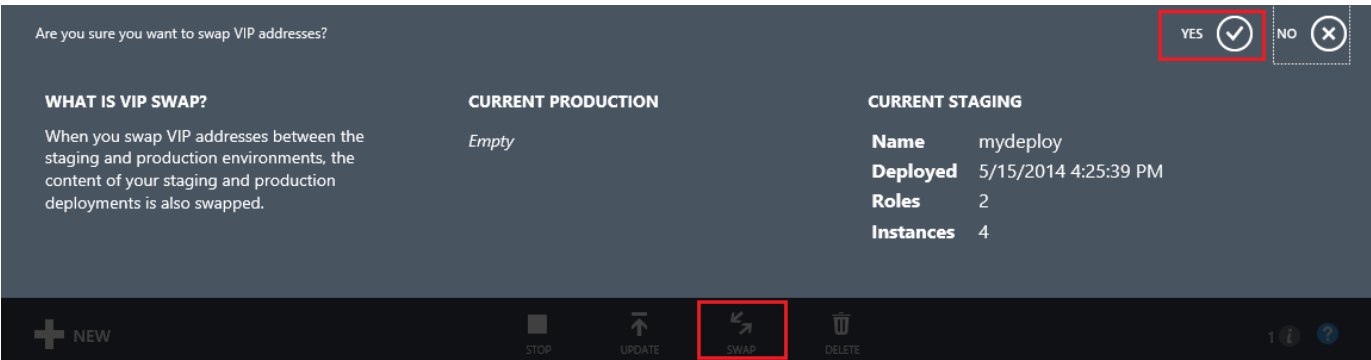 Are you sure you want to swap VIP addresses?
YES
NO
WHAT IS VIP SWAP?
When you swap VIP addresses between the
staging and production environments, the
content of your staging and production
deployments is also swapped.
CURRENT PRODUCTION
Empty
CURRENT STAGING
Name mydeploy
Deployed 5/15/2014 4:25:39 PM
Roles 2
Instances 4
NEW
STOP
UPDATE
SWAP
DELETE
1 i ?